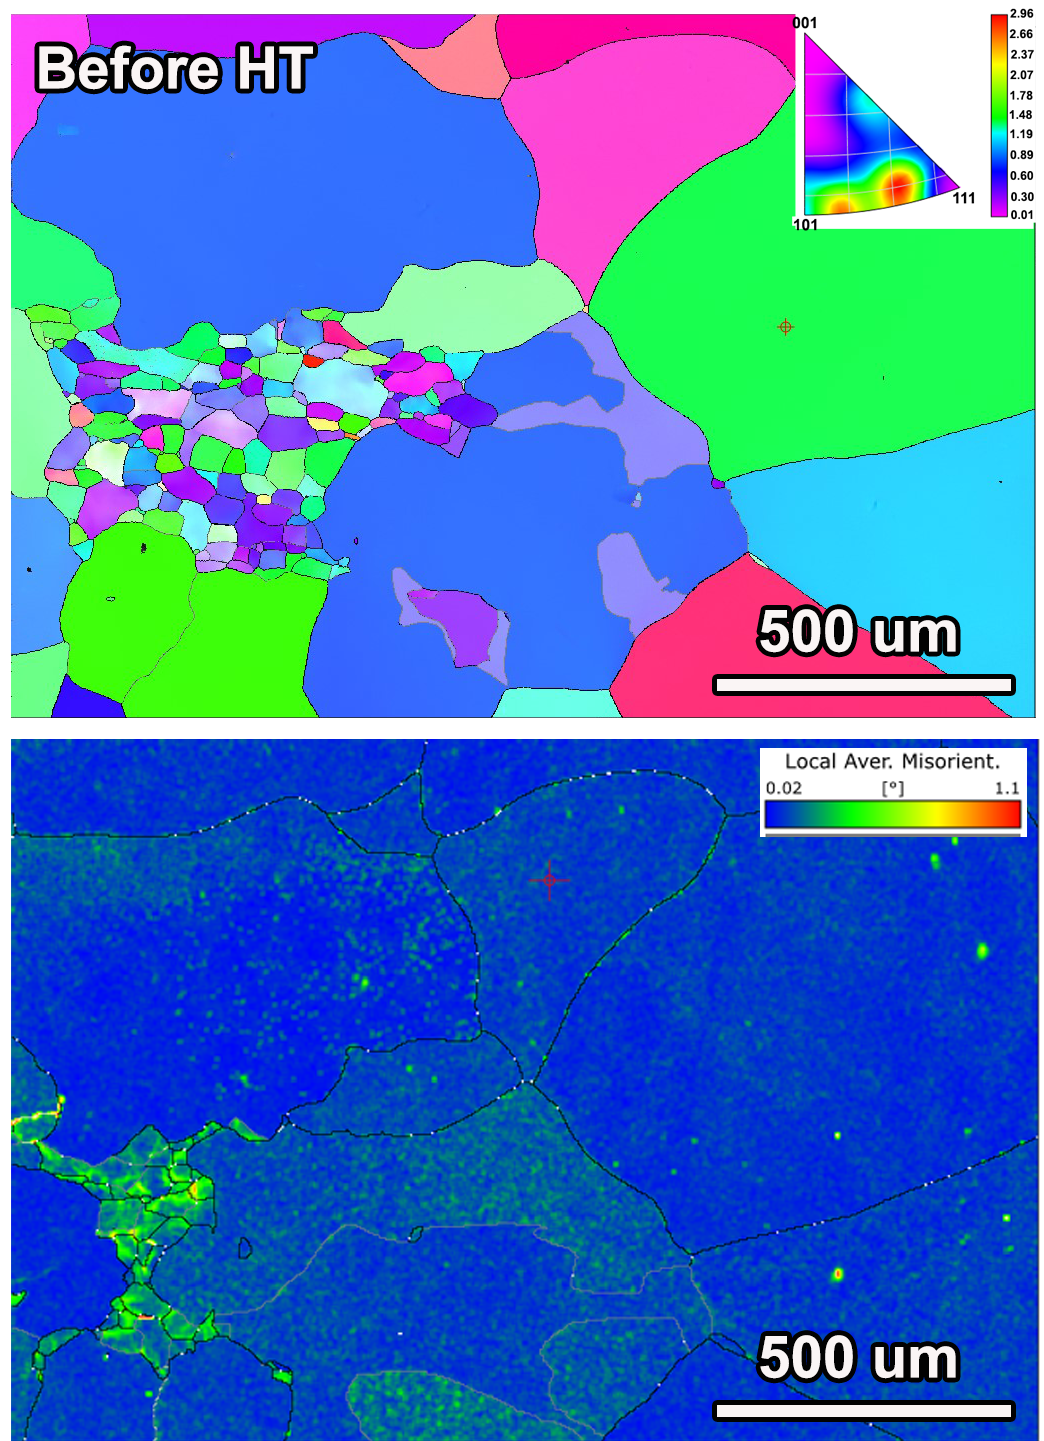 Before HT
001
111
101
2.96
2.66
2.37
2.07
1.78
1.48
1.19
0.89
0.60
0.30
0.01
500 um
Local Aver. Misorient.
0.02 [°] 1.1
500 um